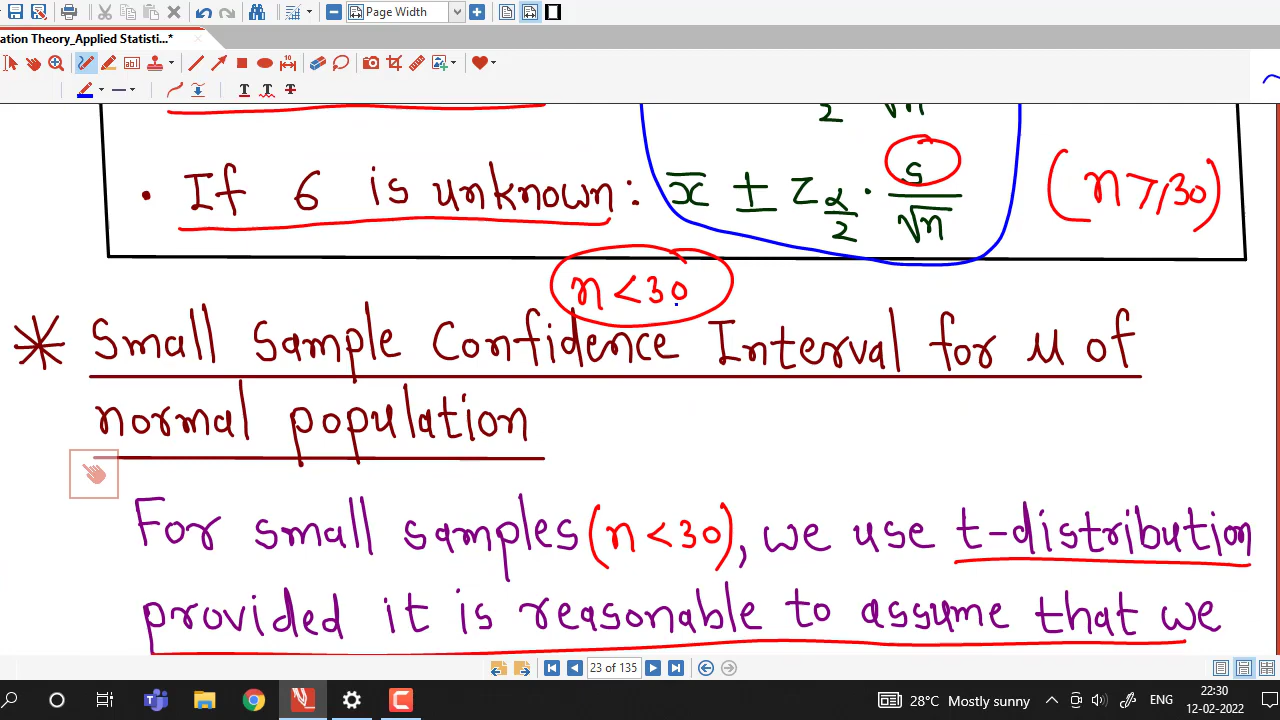 Page Width
ation Theory_Applied Statisti...*
2 √n
• If σ is unknown: x̄ ± z α/2 · s/√n (n ≥ 30)
n < 30
* Small Sample Confidence Interval for μ of
normal population
For small samples (n < 30), we use t-distribution
provided it is reasonable to assume that we
23 of 135
28°C Mostly sunny
ENG
22:30
12-02-2022